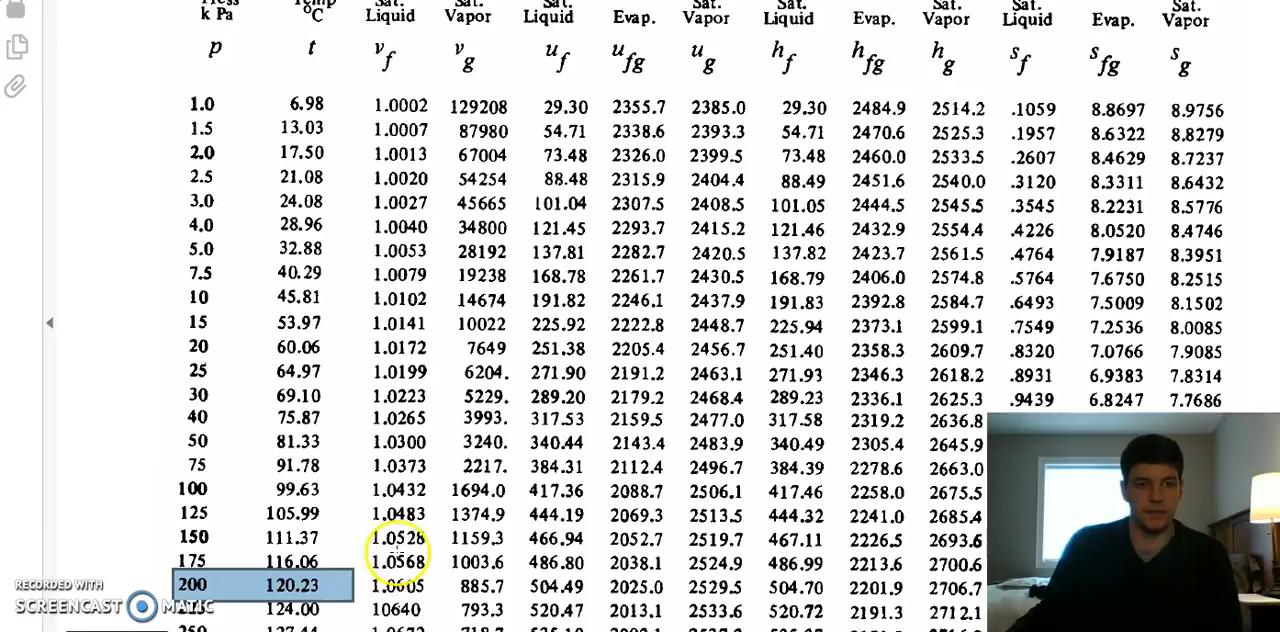 Press Temp Sat. Sat. Sat. Sat. Sat. Sat. Sat.
k Pa °C Liquid Vapor Liquid Evap. Vapor Liquid Evap. Vapor Liquid Evap. Vapor
p t v_f v_g u_f u_fg u_g h_f h_fg h_g s_f s_fg s_g
1.0 6.98 1.0002 129208 29.30 2355.7 2385.0 29.30 2484.9 2514.2 .1059 8.8697 8.9756
1.5 13.03 1.0007 87980 54.71 2338.6 2393.3 54.71 2470.6 2525.3 .1957 8.6322 8.8279
2.0 17.50 1.0013 67004 73.48 2326.0 2399.5 73.48 2460.0 2533.5 .2607 8.4629 8.7237
2.5 21.08 1.0020 54254 88.48 2315.9 2404.4 88.49 2451.6 2540.0 .3120 8.3311 8.6432
3.0 24.08 1.0027 45665 101.04 2307.5 2408.5 101.05 2444.5 2545.5 .3545 8.2231 8.5776
4.0 28.96 1.0040 34800 121.45 2293.7 2415.2 121.46 2432.9 2554.4 .4226 8.0520 8.4746
5.0 32.88 1.0053 28192 137.81 2282.7 2420.5 137.82 2423.7 2561.5 .4764 7.9187 8.3951
7.5 40.29 1.0079 19238 168.78 2261.7 2430.5 168.79 2406.0 2574.8 .5764 7.6750 8.2515
10 45.81 1.0102 14674 191.82 2246.1 2437.9 191.83 2392.8 2584.7 .6493 7.5009 8.1502
15 53.97 1.0141 10022 225.92 2222.8 2448.7 225.94 2373.1 2599.1 .7549 7.2536 8.0085
20 60.06 1.0172 7649 251.38 2205.4 2456.7 251.40 2358.3 2609.7 .8320 7.0766 7.9085
25 64.97 1.0199 6204. 271.90 2191.2 2463.1 271.93 2346.3 2618.2 .8931 6.9383 7.8314
30 69.10 1.0223 5229. 289.20 2179.2 2468.4 289.23 2336.1 2625.3 .9439 6.8247 7.7686
40 75.87 1.0265 3993. 317.53 2159.5 2477.0 317.58 2319.2 2636.8
50 81.33 1.0300 3240. 340.44 2143.4 2483.9 340.49 2305.4 2645.9
75 91.78 1.0373 2217. 384.31 2112.4 2496.7 384.39 2278.6 2663.0
100 99.63 1.0432 1694.0 417.36 2088.7 2506.1 417.46 2258.0 2675.5
125 105.99 1.0483 1374.9 444.19 2069.3 2513.5 444.32 2241.0 2685.4
150 111.37 1.0528 1159.3 466.94 2052.7 2519.7 467.11 2226.5 2693.6
175 116.06 1.0568 1003.6 486.80 2038.1 2524.9 486.99 2213.6 2700.6
200 120.23 1.0605 885.7 504.49 2025.0 2529.5 504.70 2201.9 2706.7
124.00 10640 793.3 520.47 2013.1 2533.6 520.72 2191.3 2712.1
RECORDED WITH
SCREENCAST MATIC